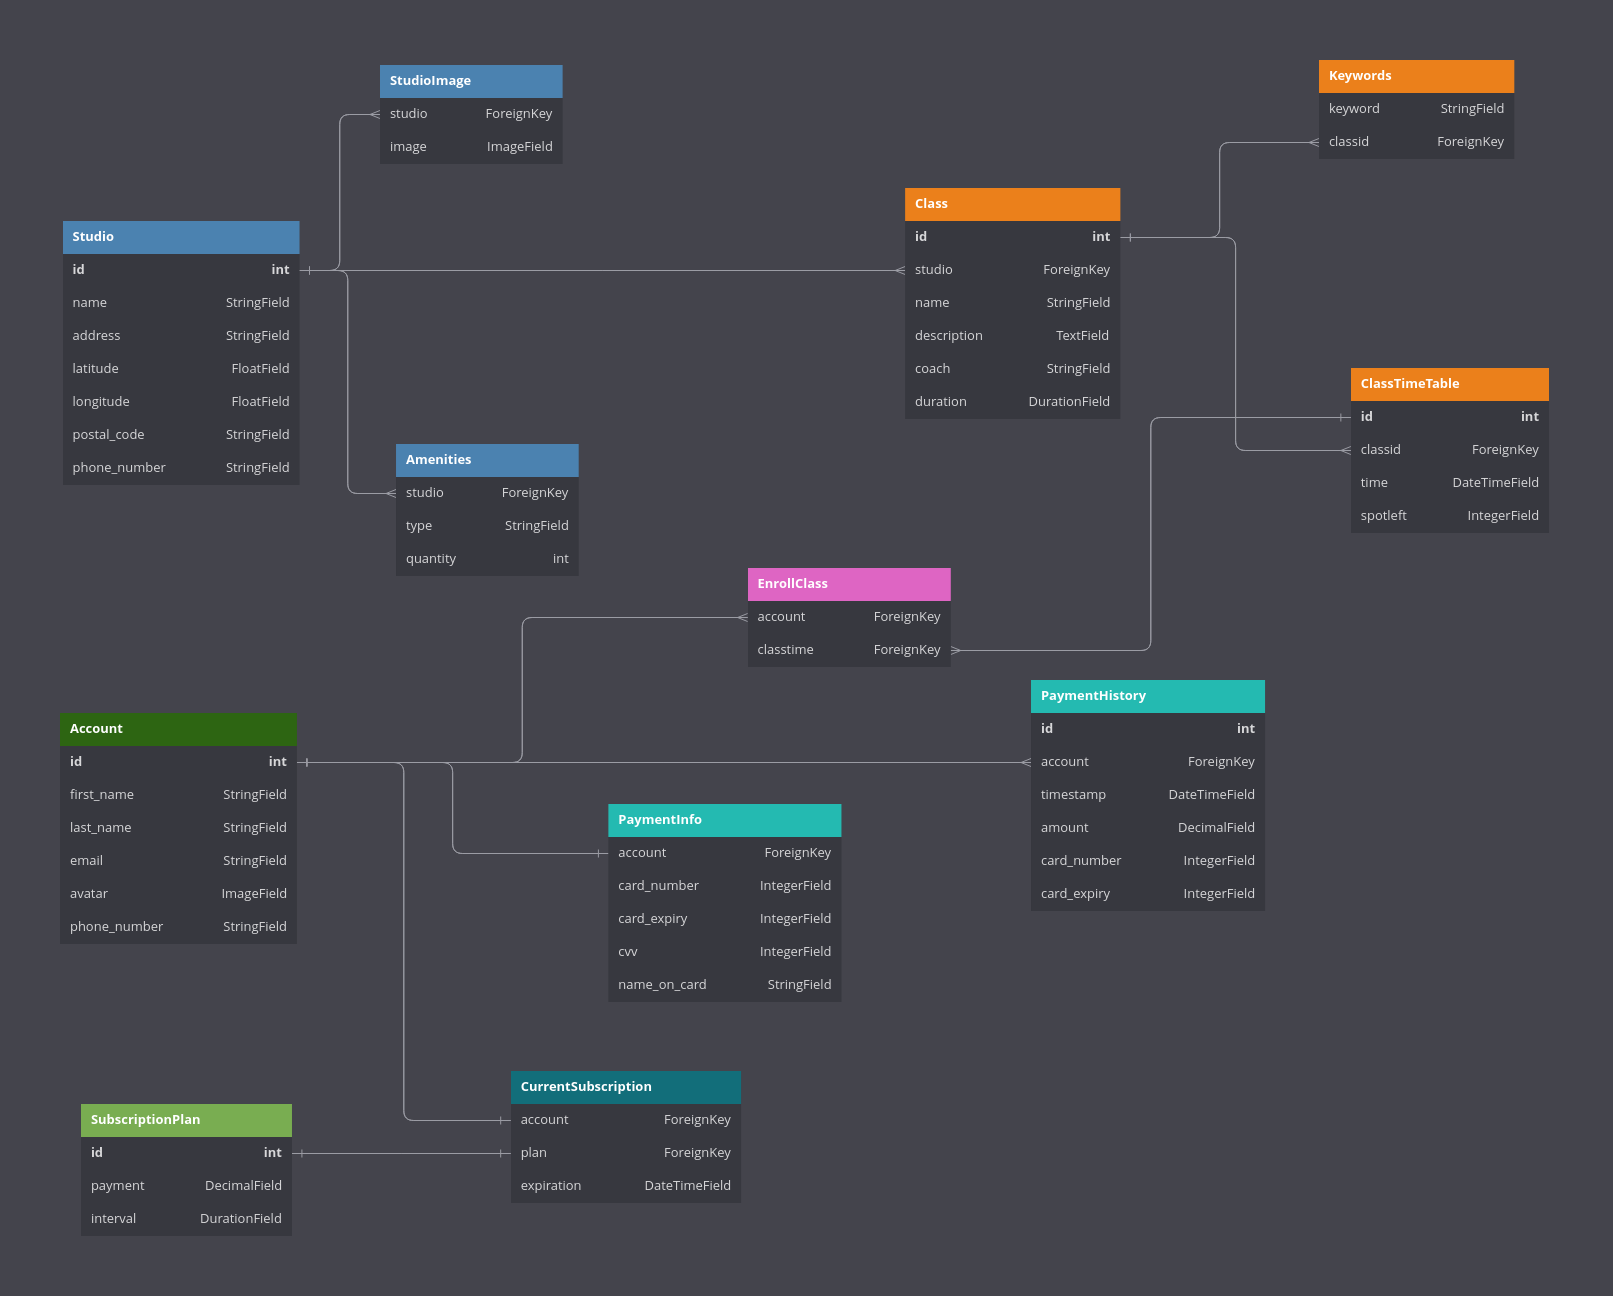 StudioImage
studio ForeignKey
image ImageField
Keywords
keyword StringField
classid ForeignKey
Studio
id int
name StringField
address StringField
latitude FloatField
longitude FloatField
postal_code StringField
phone_number StringField
Class
id int
studio ForeignKey
name StringField
description TextField
coach StringField
duration DurationField
ClassTimeTable
id int
classid ForeignKey
time DateTimeField
spotleft IntegerField
Amenities
studio ForeignKey
type StringField
quantity int
EnrollClass
account ForeignKey
classtime ForeignKey
Account
id int
first_name StringField
last_name StringField
email StringField
avatar ImageField
phone_number StringField
PaymentHistory
id int
account ForeignKey
timestamp DateTimeField
amount DecimalField
card_number IntegerField
card_expiry IntegerField
PaymentInfo
account ForeignKey
card_number IntegerField
card_expiry IntegerField
cvv IntegerField
name_on_card StringField
CurrentSubscription
account ForeignKey
plan ForeignKey
expiration DateTimeField
SubscriptionPlan
id int
payment DecimalField
interval DurationField